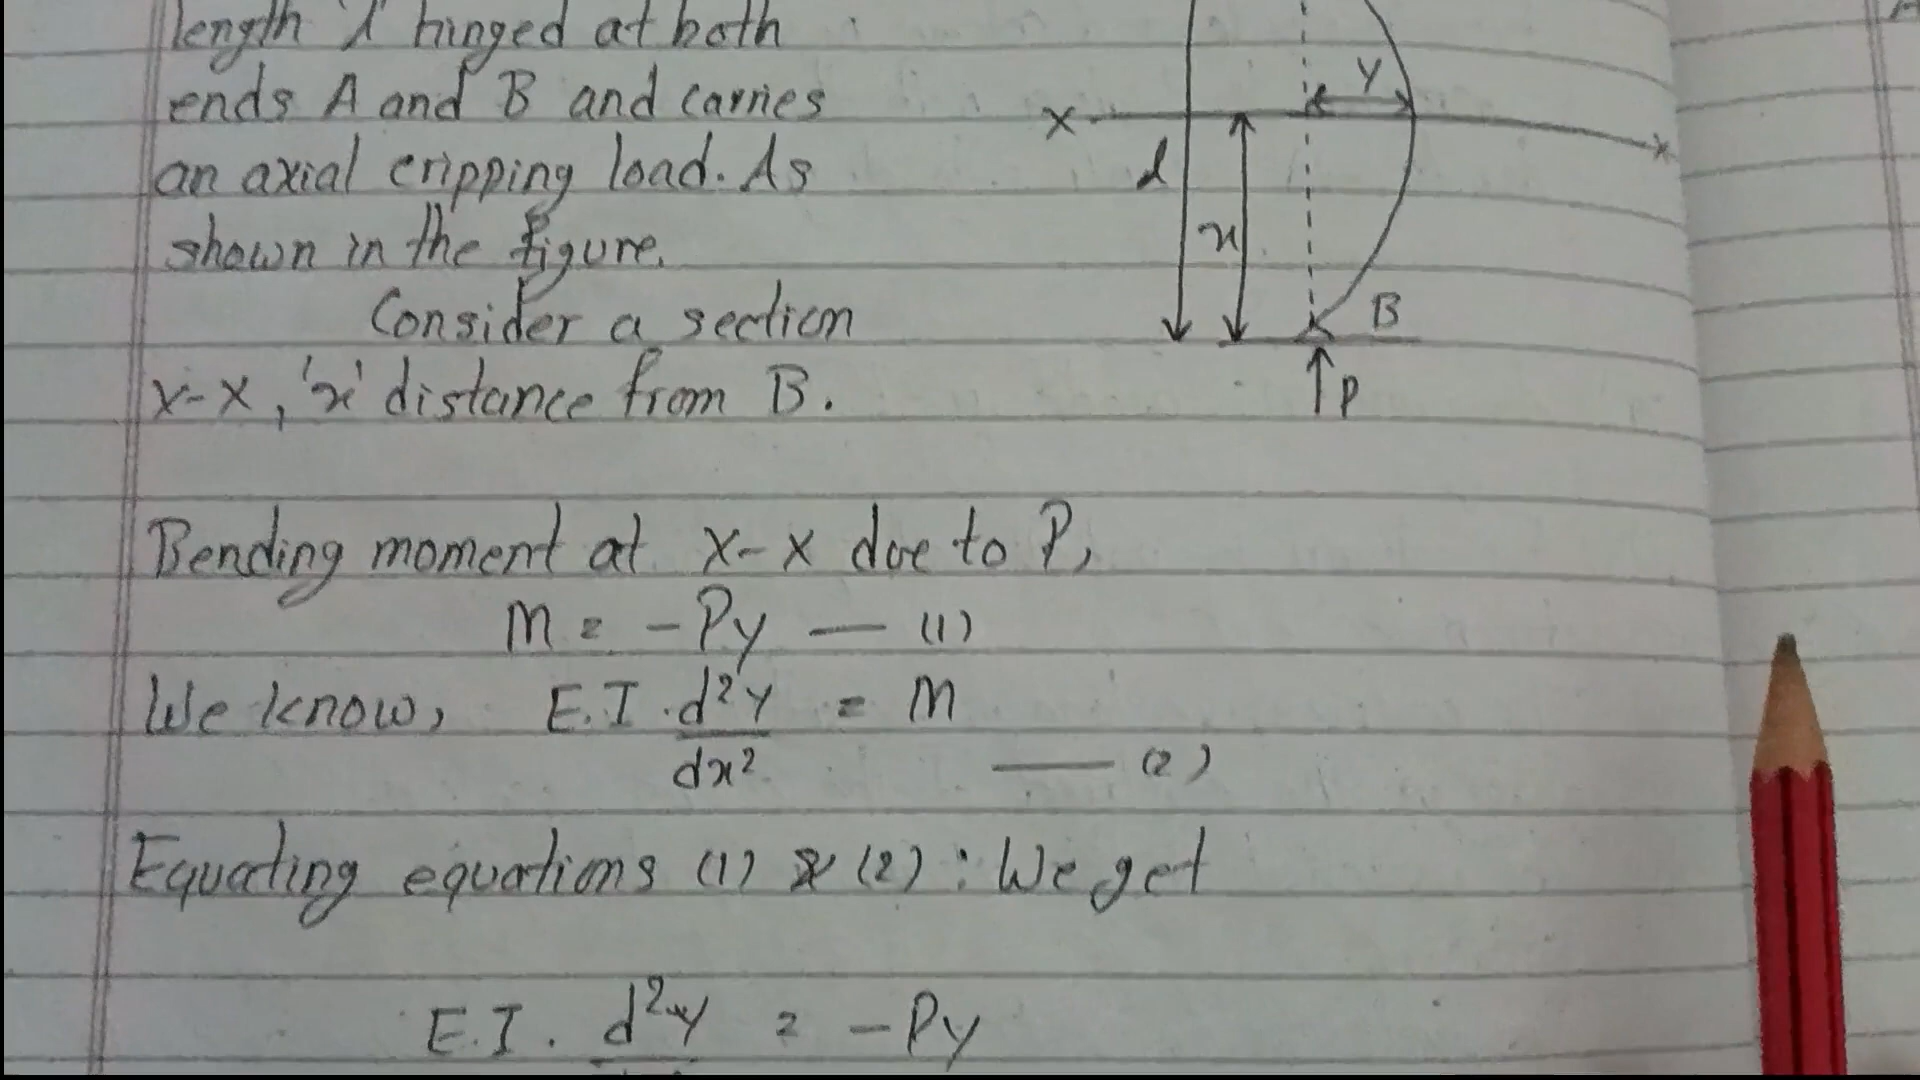 length 'l' hinged at both
ends A and B and carries
an axial cripping load. As
shown in the figure.
Consider a section
x-x, 'x' distance from B.
Y
X
x
l
x
B
P
Bending moment at x-x due to P,
M = -Py — (1)
We know, E.I. d²y = M
dx² — (2)
Equating equations (1) & (2) : We get
E.I. d²y = -Py